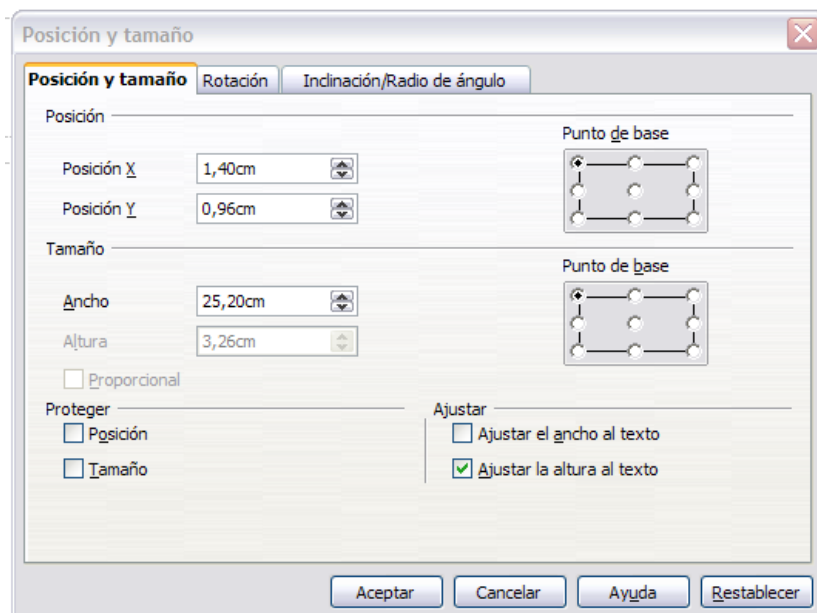 Posición y tamaño
Posición y tamaño Rotación Inclinación/Radio de ángulo
Posición
Punto de base
Posición X 1,40cm
Posición Y 0,96cm
Tamaño
Punto de base
Ancho 25,20cm
Altura 3,26cm
Proporcional
Proteger Ajustar
Posición Ajustar el ancho al texto
Tamaño Ajustar la altura al texto
Aceptar Cancelar Ayuda Restablecer